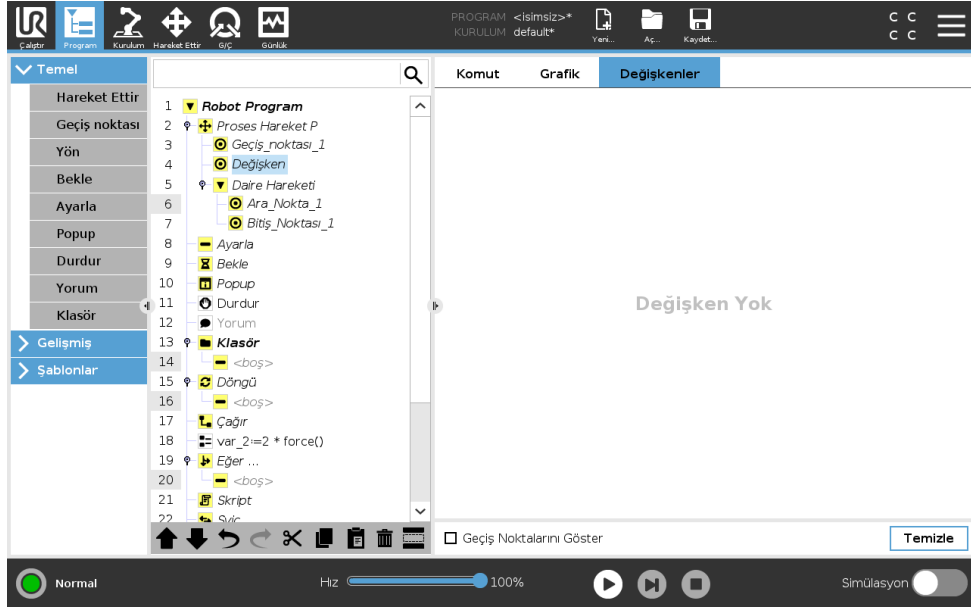 PROGRAM <isimsiz>*
KURULUM default*
Çalıştır Program Kurulum Hareket Ettir G/Ç Günlük
Yeni... Aç... Kaydet...
C C
C C
Temel
Hareket Ettir
Geçiş noktası
Yön
Bekle
Ayarla
Popup
Durdur
Yorum
Klasör
Gelişmiş
Şablonlar
1 Robot Program
2 Proses Hareket P
3 Geçiş_noktası_1
4 Değişken
5 Daire Hareketi
6 Ara_Nokta_1
7 Bitiş_Noktası_1
8 Ayarla
9 Bekle
10 Popup
11 Durdur
12 Yorum
13 Klasör
14 <boş>
15 Döngü
16 <boş>
17 Çağır
18 var_2:=2 * force()
19 Eğer ...
20 <boş>
21 Skript
22
Komut Grafik Değişkenler
Değişken Yok
Geçiş Noktalarını Göster
Temizle
Normal
Hız 100%
Simülasyon